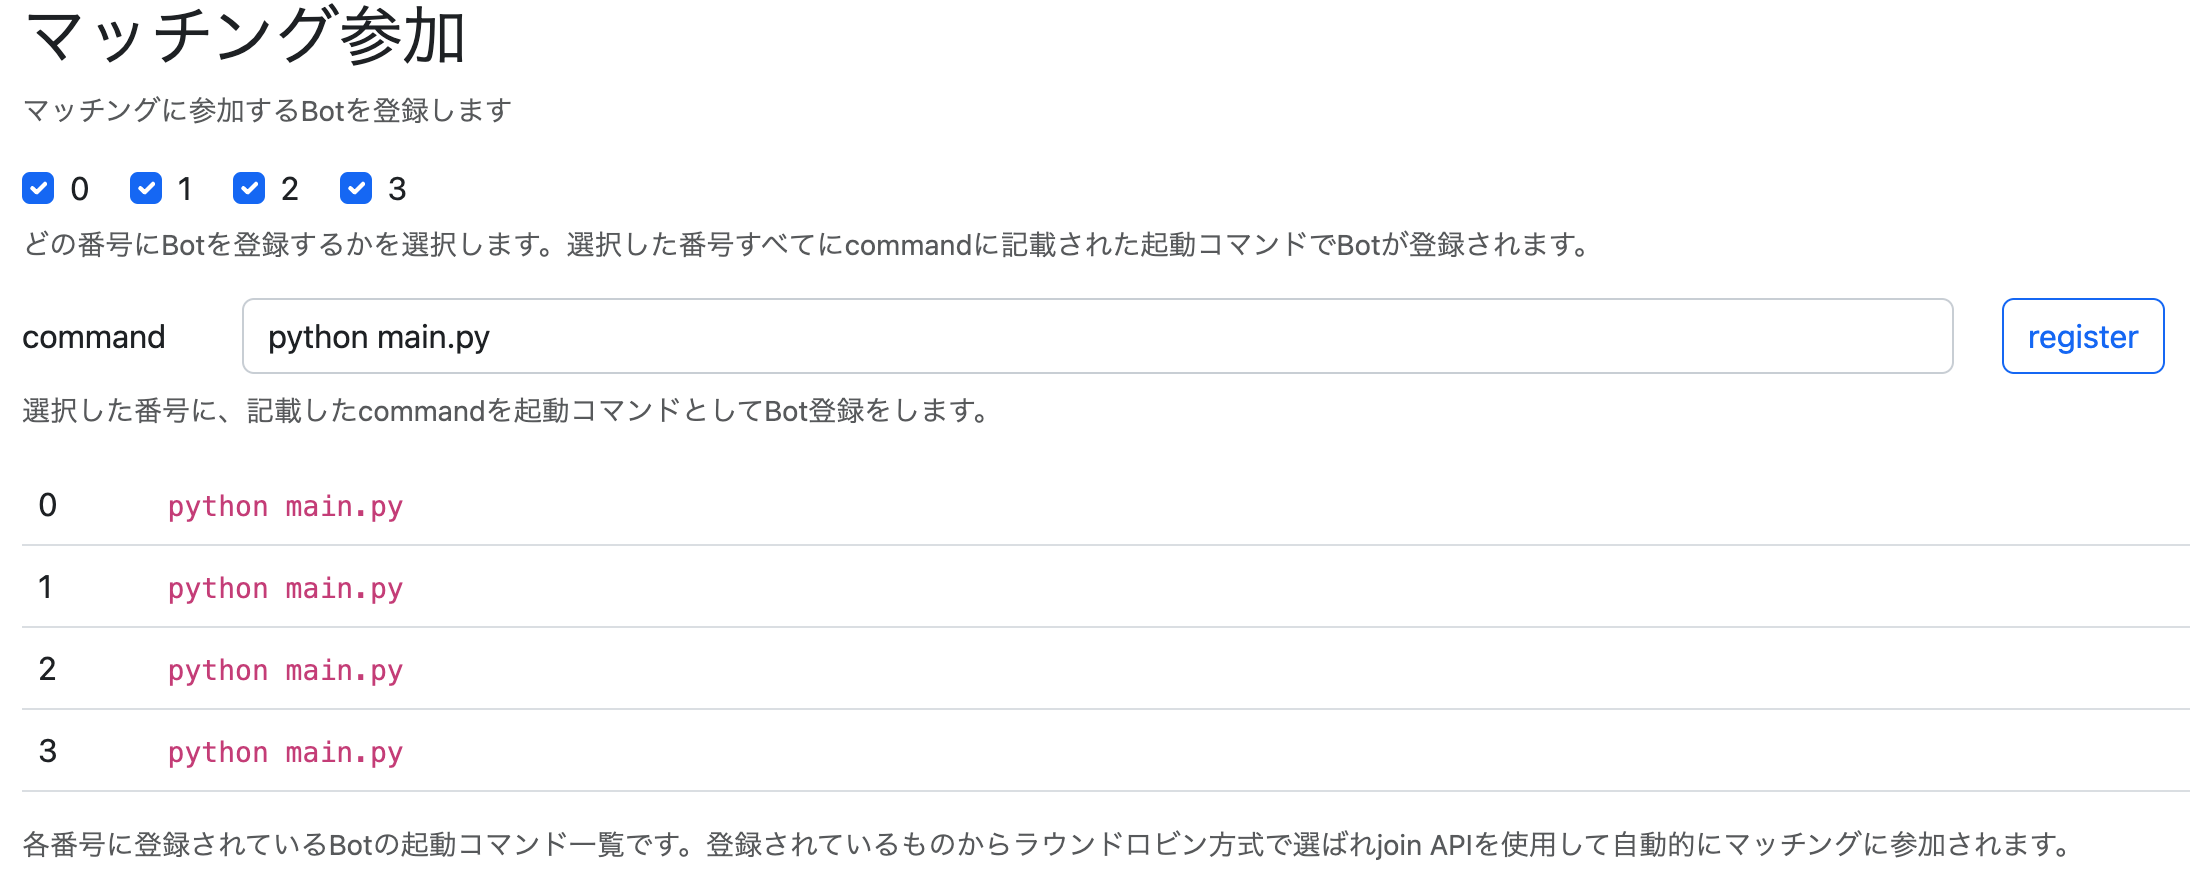 マッチング参加
マッチングに参加するBotを登録します
0 1 2 3
どの番号にBotを登録するかを選択します。選択した番号すべてにcommandに記載された起動コマンドでBotが登録されます。
command python main.py register
選択した番号に、記載したcommandを起動コマンドとしてBot登録をします。
0 python main.py
1 python main.py
2 python main.py
3 python main.py
各番号に登録されているBotの起動コマンド一覧です。登録されているものからラウンドロビン方式で選ばれjoin APIを使用して自動的にマッチングに参加されます。